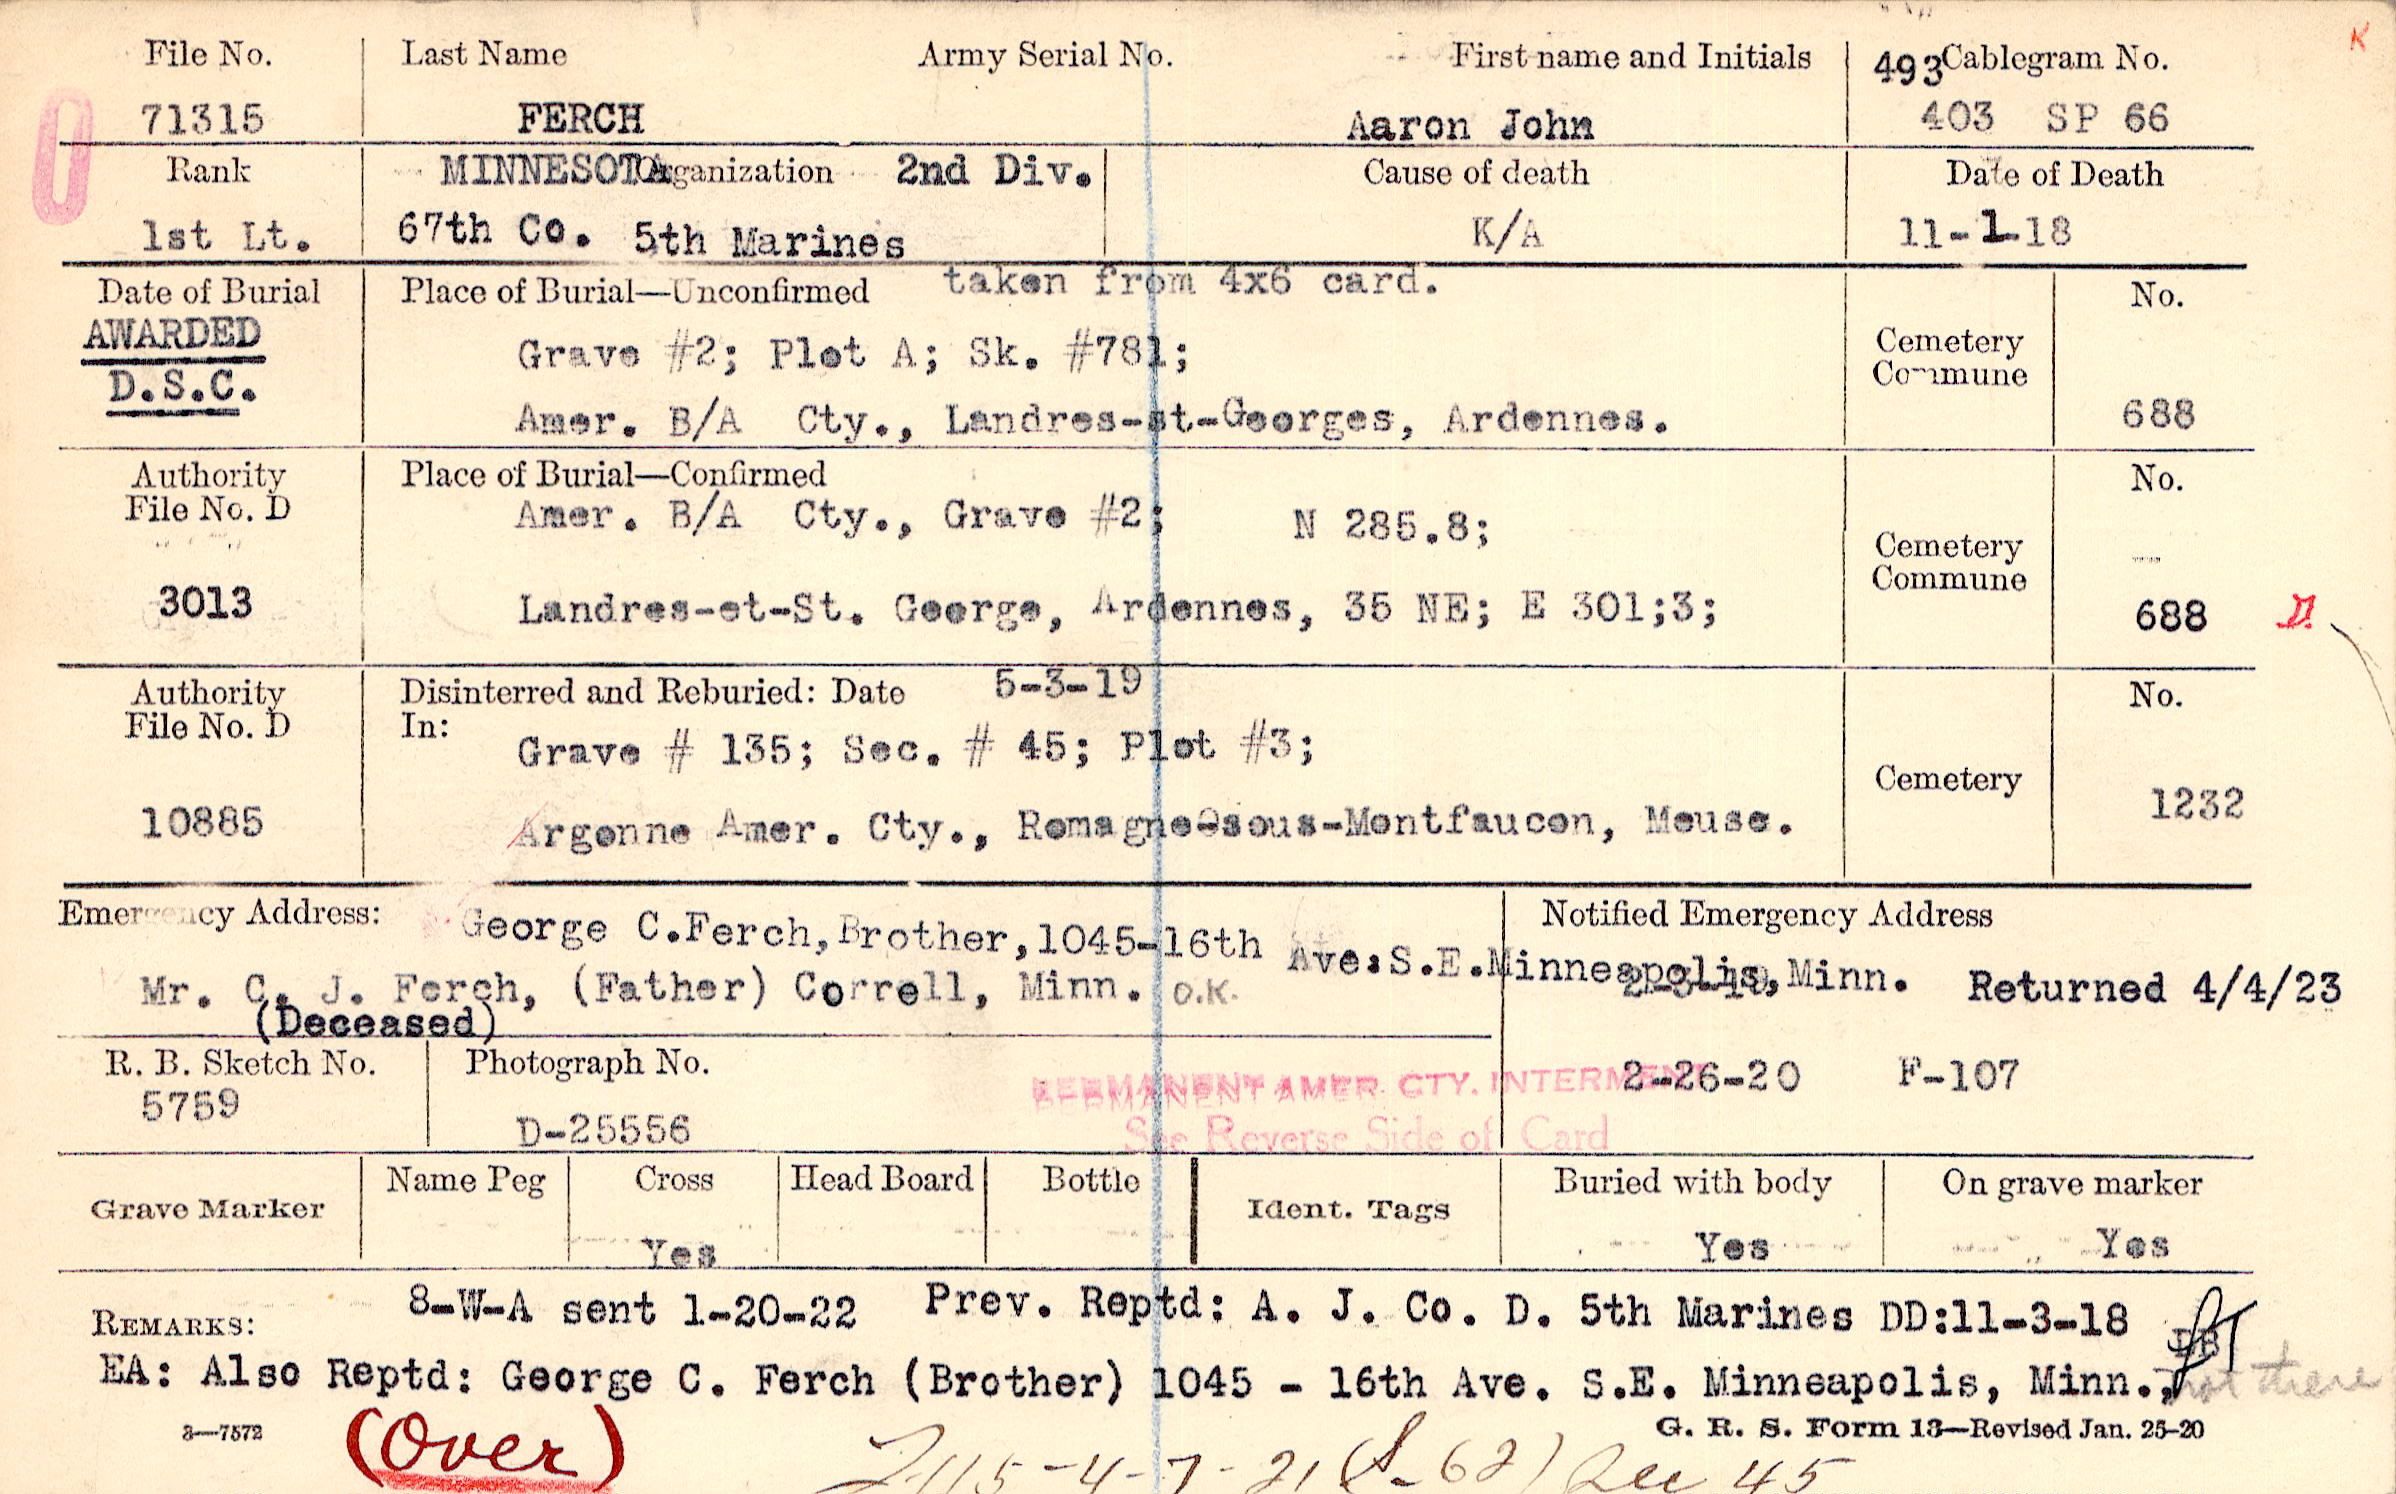 File No. Last Name Army Serial No. First name and Initials 493 Cablegram No. K
71315 FERCH Aaron John 403 SP 66
Rank MINNESOTA Organization 2nd Div. Cause of death Date of Death
1st Lt. 67th Co. 5th Marines K/A 11-1-18
Date of Burial Place of Burial—Unconfirmed taken from 4x6 card. No.
AWARDED
D.S.C.
Grave #2; Plot A; Sk. #781; Cemetery
Commune
Amer. B/A Cty., Landres-st-Georges, Ardennes. 688
Authority Place of Burial—Confirmed No.
File No. D Amer. B/A Cty., Grave #2; N 285.8; Cemetery
Commune
3013 Landres-et-St. George, Ardennes, 35 NE; E 301;3; 688 D.
Authority Disinterred and Reburied: Date 5-3-19 No.
File No. D In: Grave # 135; Sec. # 45; Plot #3; Cemetery
10885 Argonne Amer. Cty., Romagne-sous-Montfaucon, Meuse. 1232
Emergency Address: George C.Ferch,Brother,1045-16th Ave.S.E.Minneapolis,Minn. Notified Emergency Address
Mr. C. J. Ferch, (Father) Correll, Minn. O.K. Returned 4/4/23
(Deceased)
R. B. Sketch No. Photograph No. 2-26-20 F-107
5759 D-25556 PERMANENT AMER. CTY. INTERMENT
See Reverse Side of Card
Grave Marker Name Peg Cross Head Board Bottle Ident. Tags Buried with body On grave marker
Yes Yes Yes
REMARKS: 8-W-A sent 1-20-22 Prev. Reptd: A. J. Co. D. 5th Marines DD:11-3-18
EA: Also Reptd: George C. Ferch (Brother) 1045 - 16th Ave. S.E. Minneapolis, Minn., not there
3—7572 (Over) G. R. S. Form 13—Revised Jan. 25-20
-4-7-21 45